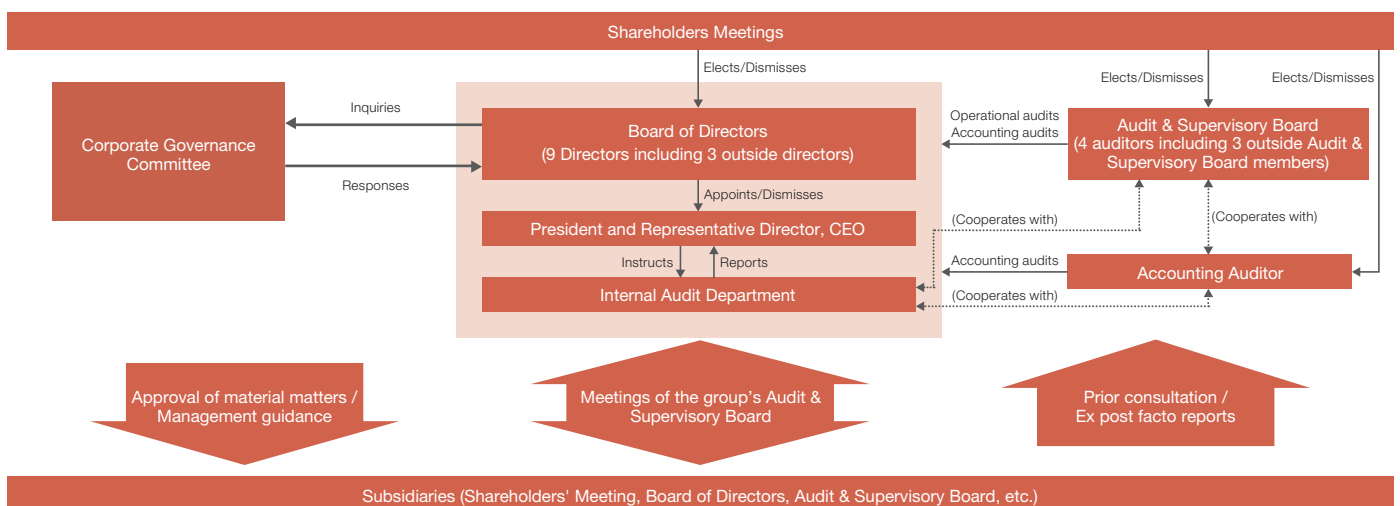 Shareholders Meetings
Elects/Dismisses
Elects/Dismisses
Elects/Dismisses
Corporate Governance
Committee
Inquiries
Responses
Board of Directors
(9 Directors including 3 outside directors)
Operational audits
Accounting audits
Audit & Supervisory Board
(4 auditors including 3 outside Audit &
Supervisory Board members)
Appoints/Dismisses
President and Representative Director, CEO
(Cooperates with)
(Cooperates with)
Instructs
Reports
Accounting audits
Accounting Auditor
Internal Audit Department
(Cooperates with)
Approval of material matters /
Management guidance
Meetings of the group’s Audit &
Supervisory Board
Prior consultation /
Ex post facto reports
Subsidiaries (Shareholders' Meeting, Board of Directors, Audit & Supervisory Board, etc.)